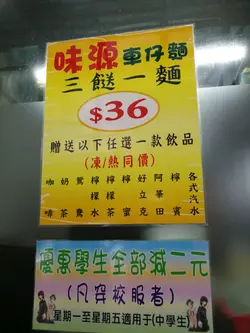 味源車仔麵
三餸一麵
$36
贈送以下任選一款飲品
(凍/熱同價)
咖啡
奶茶
鴛鴦
檸檬水
檸檬茶
檸蜜
好立克
阿華田
檸賓
各式汽水
優惠學生全部減二元
(凡穿校服者)
星期一至星期五適用于(中學生)